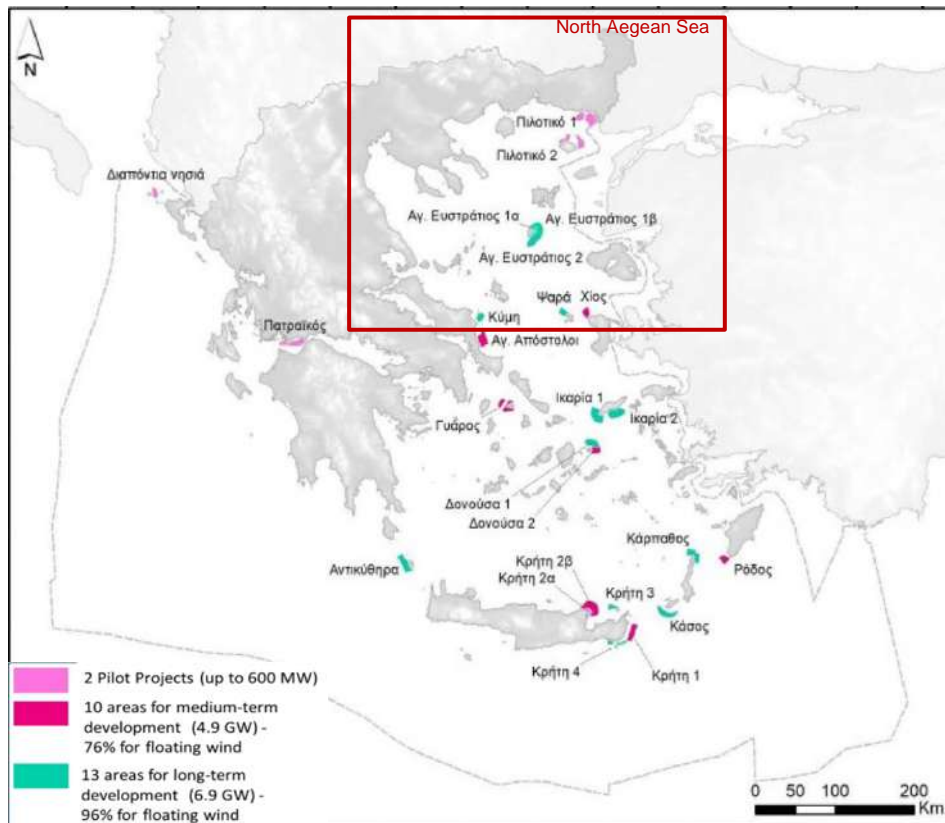 North Aegean Sea
N
Πιλοτικό 1
Πιλοτικό 2
Διαπόντια νησιά
Αγ. Ευστράτιος 1α
Αγ. Ευστράτιος 1β
Αγ. Ευστράτιος 2
Ψαρά
Χίος
Κύμη
Πατραϊκός
Αγ. Απόστολοι
Ικαρία 1
Ικαρία 2
Γυάρος
Δονούσα 1
Δονούσα 2
Κάρπαθος
Ρόδος
Αντικύθηρα
Κρήτη 2β
Κρήτη 2α
Κρήτη 3
Κάσος
Κρήτη 4
Κρήτη 1
2 Pilot Projects (up to 600 MW)
10 areas for medium-term
development (4.9 GW) -
76% for floating wind
13 areas for long-term
development (6.9 GW) -
96% for floating wind
0 50 100 200
Km